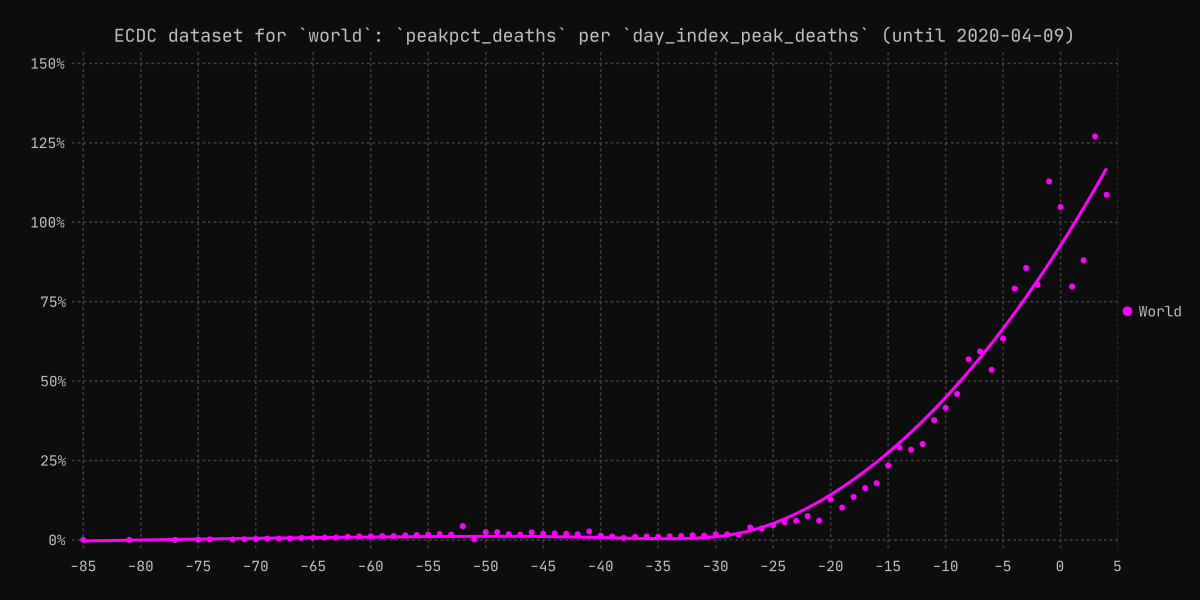 ECDC dataset for `world`: `peakpct_deaths` per `day_index_peak_deaths` (until 2020-04-09)
150%
125%
100%
75%
50%
25%
0%
-85 -80 -75 -70 -65 -60 -55 -50 -45 -40 -35 -30 -25 -20 -15 -10 -5 0 5
World